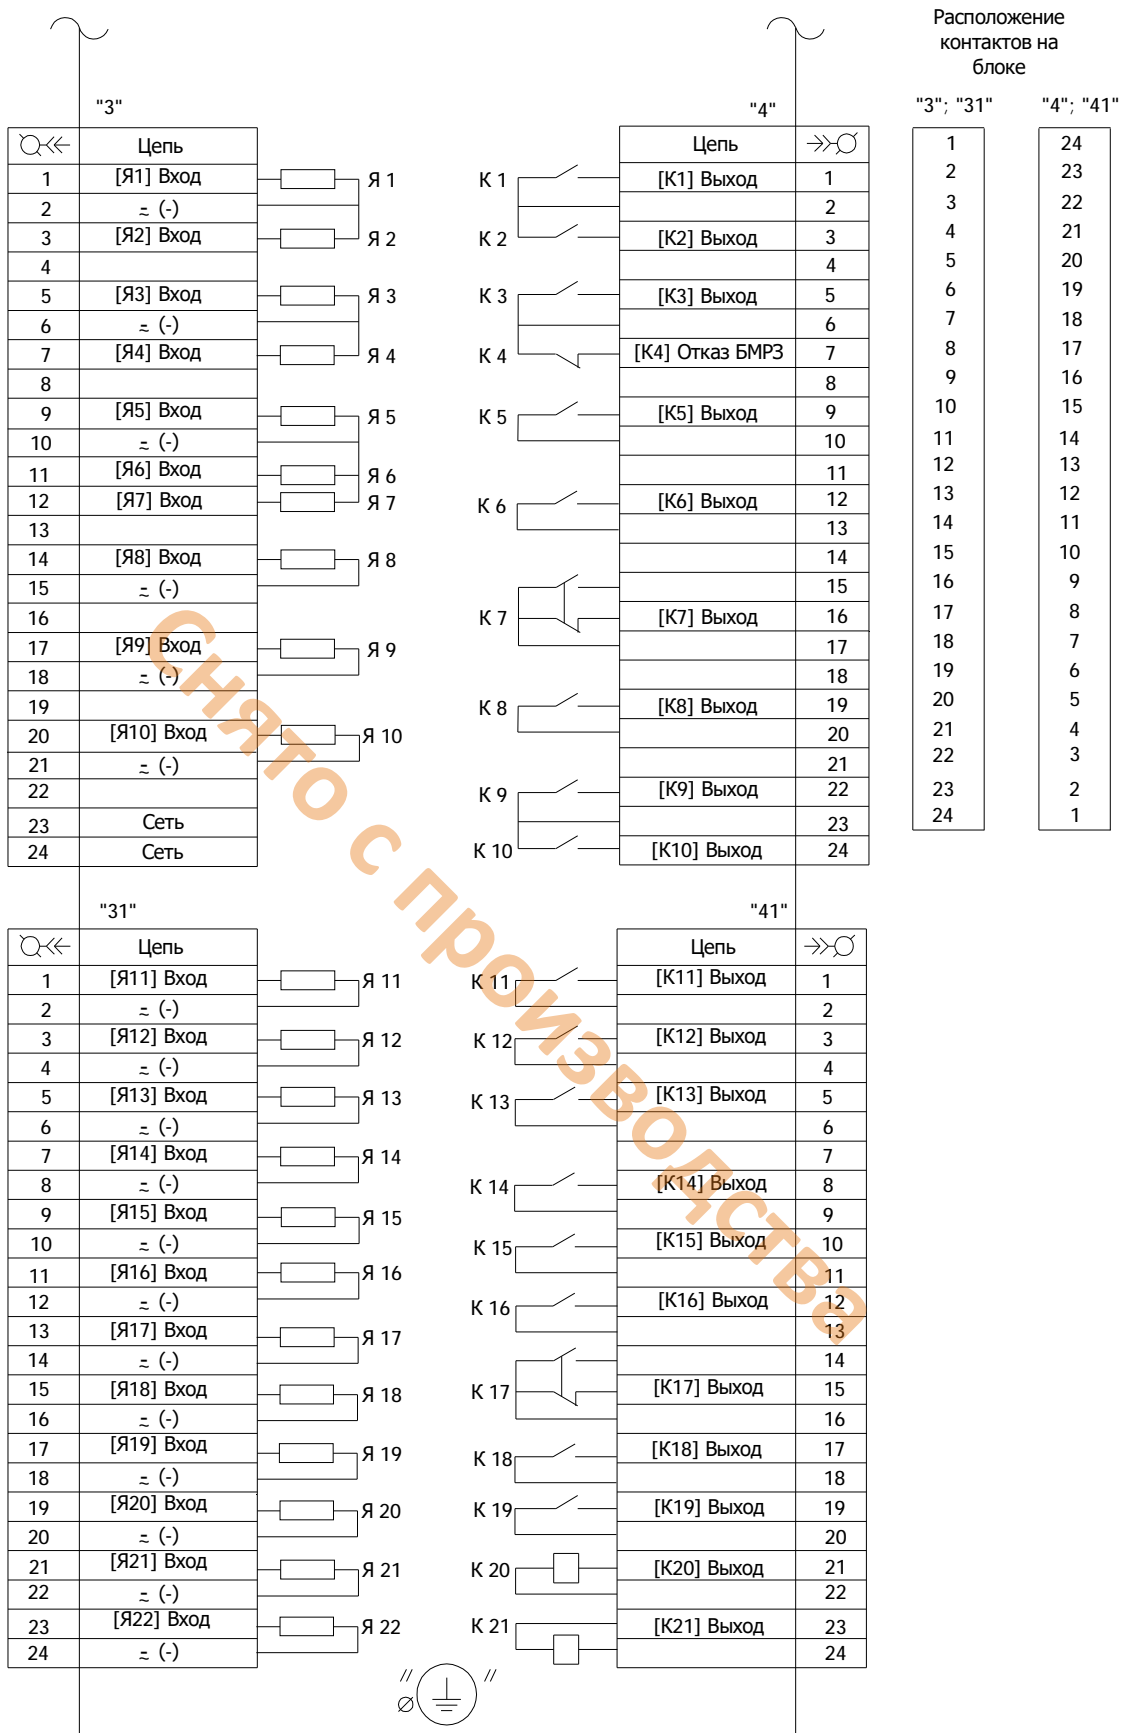 Расположение
контактов на
блоке
"3"
"4"
"3"; "31"
"4"; "41"
Цепь
1 [Я1] Вход Я 1
2 ≂ (-)
3 [Я2] Вход Я 2
4
5 [Я3] Вход Я 3
6 ≂ (-)
7 [Я4] Вход Я 4
8
9 [Я5] Вход Я 5
10 ≂ (-)
11 [Я6] Вход Я 6
12 [Я7] Вход Я 7
13
14 [Я8] Вход Я 8
15 ≂ (-)
16
17 [Я9] Вход Я 9
18 ≂ (-)
19
20 [Я10] Вход Я 10
21 ≂ (-)
22
23 Сеть
24 Сеть
Цепь
К 1 [К1] Выход 1
2
К 2 [К2] Выход 3
4
К 3 [К3] Выход 5
6
К 4 [К4] Отказ БМРЗ 7
8
К 5 [К5] Выход 9
10
11
К 6 [К6] Выход 12
13
14
15
К 7 [К7] Выход 16
17
18
К 8 [К8] Выход 19
20
21
К 9 [К9] Выход 22
23
К 10 [К10] Выход 24
1 24
2 23
3 22
4 21
5 20
6 19
7 18
8 17
9 16
10 15
11 14
12 13
13 12
14 11
15 10
16 9
17 8
18 7
19 6
20 5
21 4
22 3
23 2
24 1
"31"
Цепь
1 [Я11] Вход Я 11
2 ≂ (-)
3 [Я12] Вход Я 12
4 ≂ (-)
5 [Я13] Вход Я 13
6 ≂ (-)
7 [Я14] Вход Я 14
8 ≂ (-)
9 [Я15] Вход Я 15
10 ≂ (-)
11 [Я16] Вход Я 16
12 ≂ (-)
13 [Я17] Вход Я 17
14 ≂ (-)
15 [Я18] Вход Я 18
16 ≂ (-)
17 [Я19] Вход Я 19
18 ≂ (-)
19 [Я20] Вход Я 20
20 ≂ (-)
21 [Я21] Вход Я 21
22 ≂ (-)
23 [Я22] Вход Я 22
24 ≂ (-)
"41"
Цепь
К 11 [К11] Выход 1
2
К 12 [К12] Выход 3
4
К 13 [К13] Выход 5
6
7
К 14 [К14] Выход 8
9
К 15 [К15] Выход 10
11
К 16 [К16] Выход 12
13
14
К 17 [К17] Выход 15
16
К 18 [К18] Выход 17
18
К 19 [К19] Выход 19
20
К 20 [К20] Выход 21
22
К 21 [К21] Выход 23
24
Снято с производства